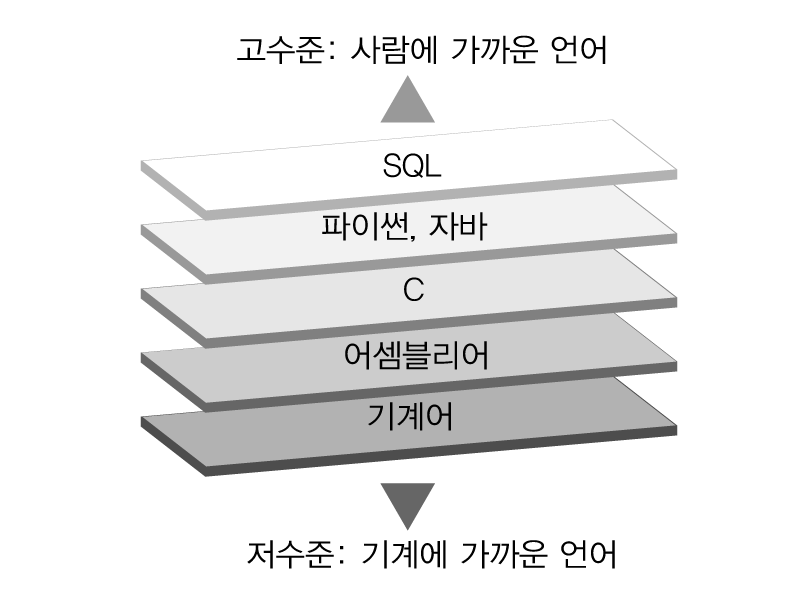 고수준: 사람에 가까운 언어
SQL
파이썬, 자바
C
어셈블리어
기계어
저수준: 기계에 가까운 언어